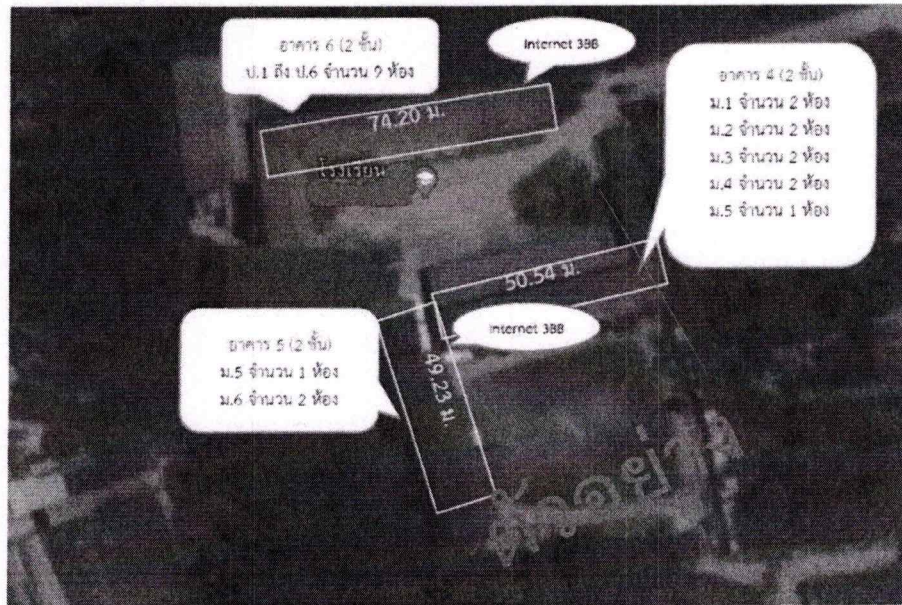 อาคาร 6 (2 ชั้น)
ป.1 ถึง ป.6 จำนวน 9 ห้อง
Internet 3BB
74.20 ม.
โรงเรียน
อาคาร 4 (2 ชั้น)
ม.1 จำนวน 2 ห้อง
ม.2 จำนวน 2 ห้อง
ม.3 จำนวน 2 ห้อง
ม.4 จำนวน 2 ห้อง
ม.5 จำนวน 1 ห้อง
50.54 ม.
Internet 3BB
อาคาร 5 (2 ชั้น)
ม.5 จำนวน 1 ห้อง
ม.6 จำนวน 2 ห้อง
49.23 ม.
ตัวอย่าง